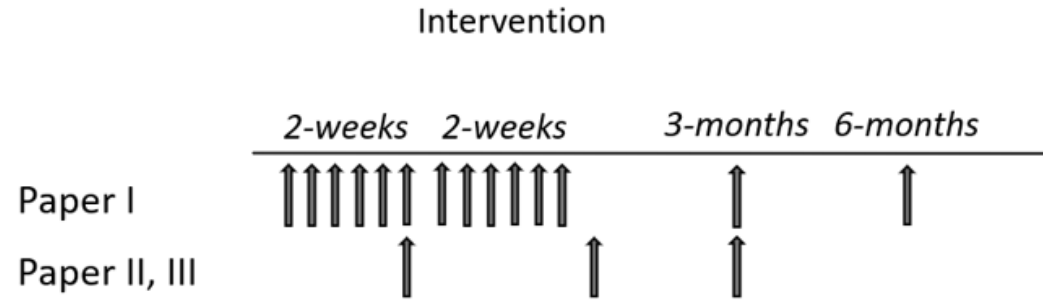 Intervention
2-weeks 2-weeks 3-months 6-months
Paper I
Paper II, III